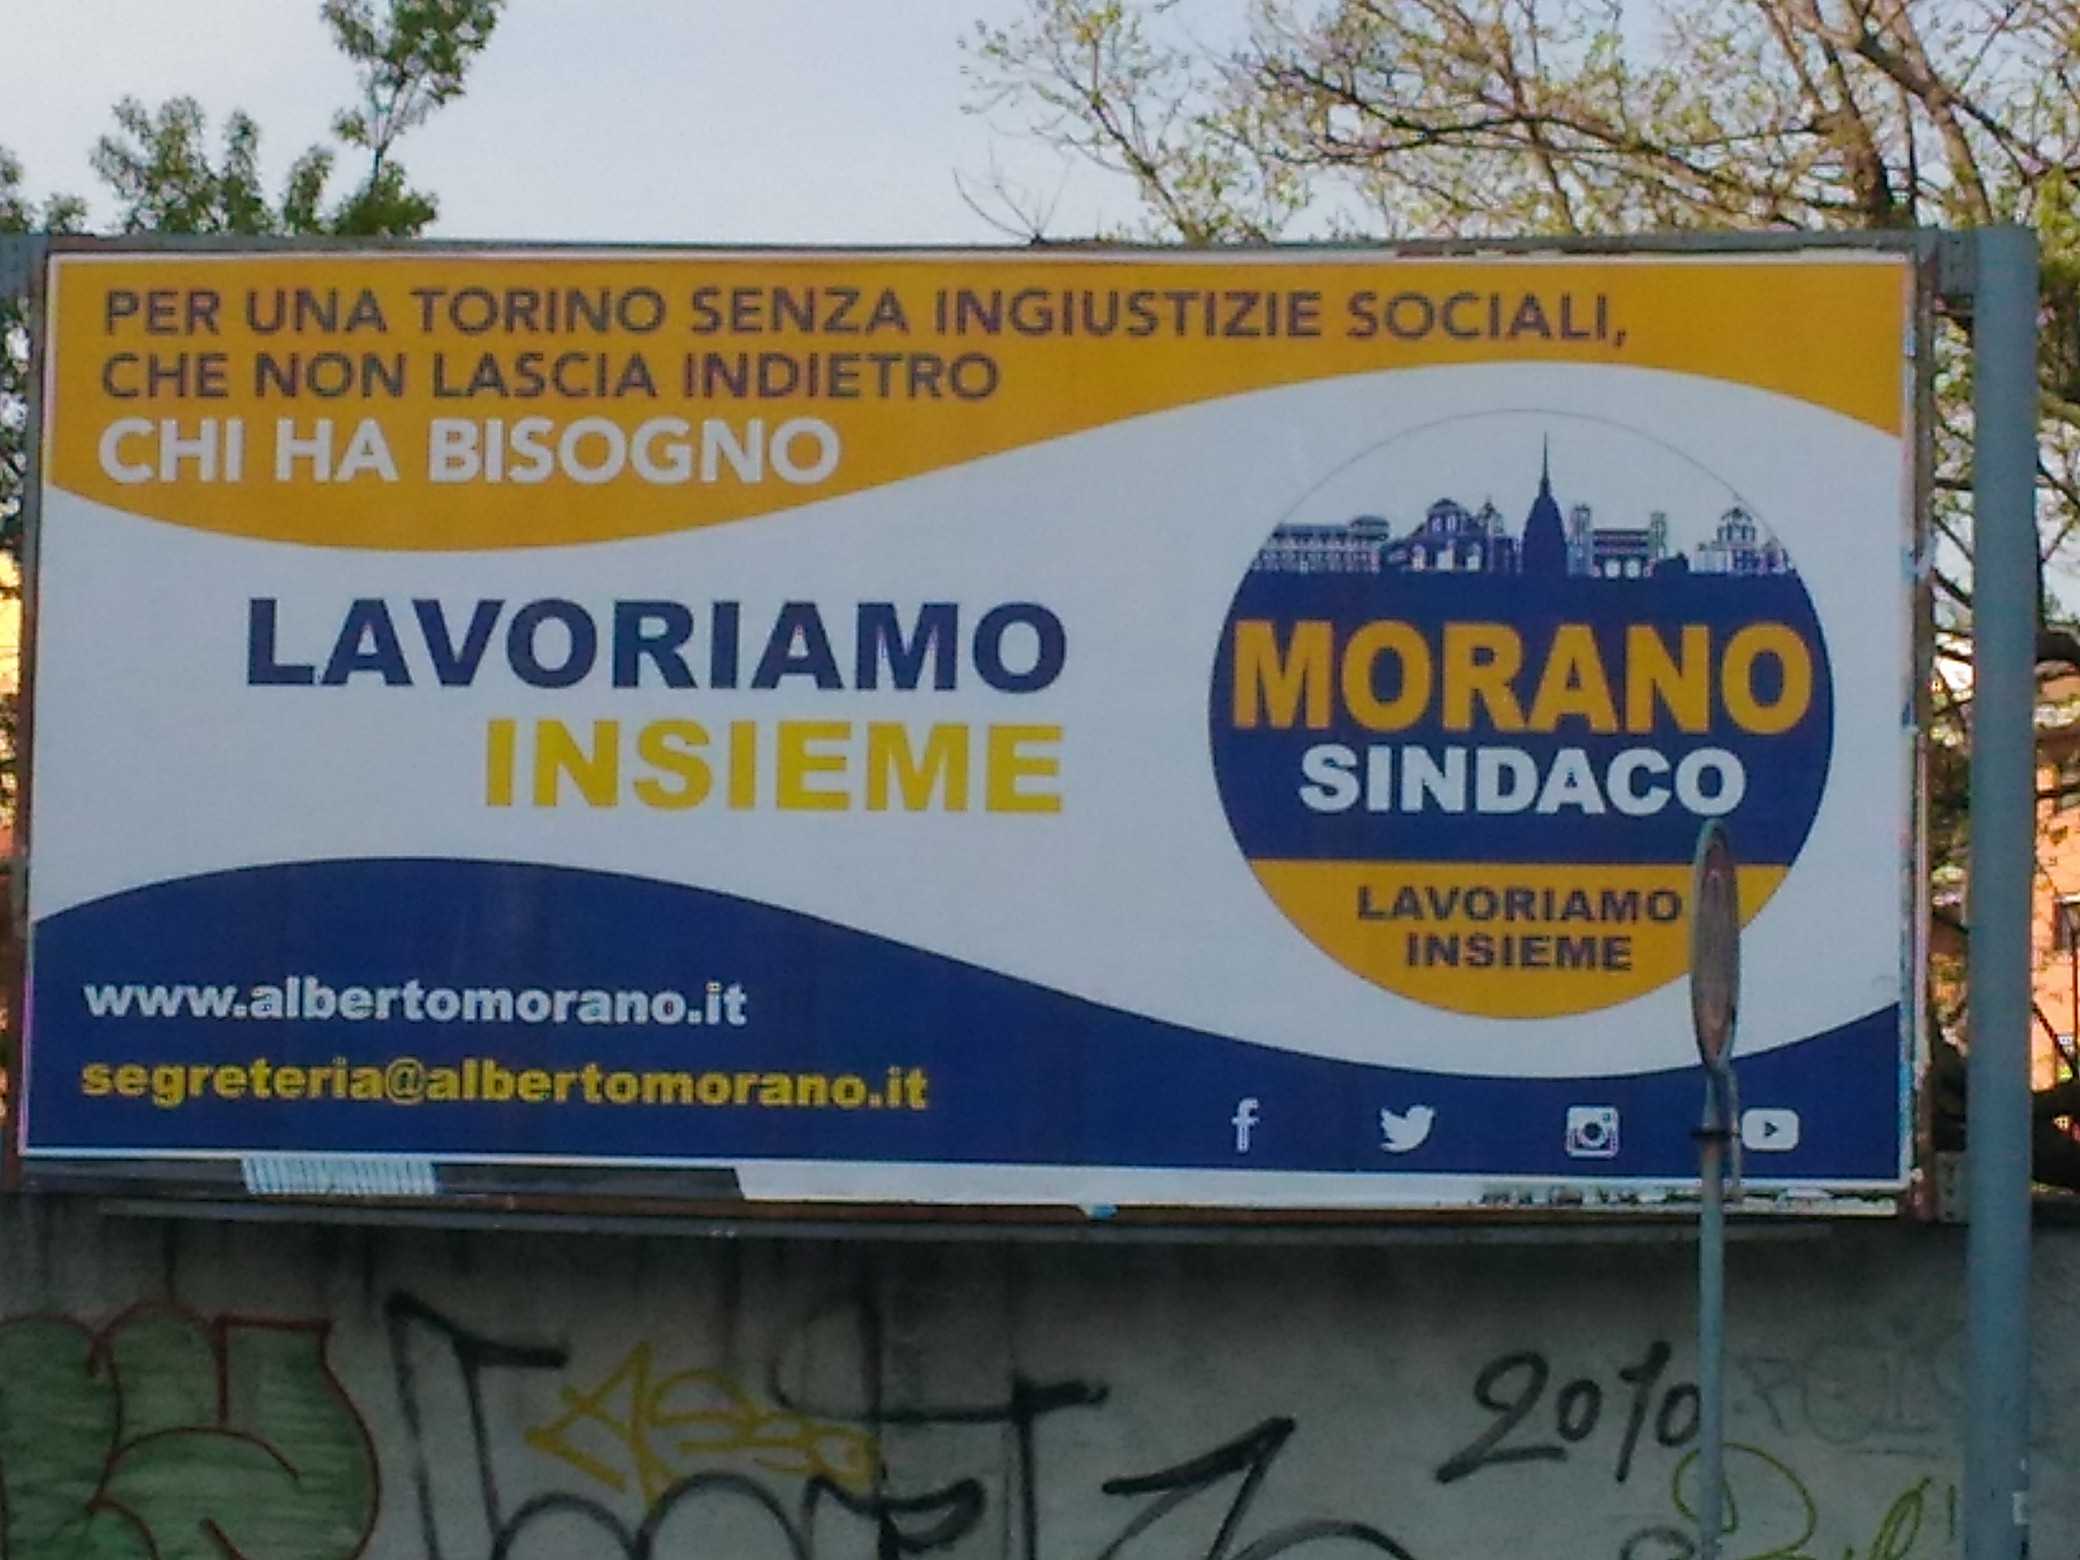 PER UNA TORINO SENZA INGIUSTIZIE SOCIALI,
CHE NON LASCIA INDIETRO
CHI HA BISOGNO
LAVORIAMO
INSIEME
MORANO
SINDACO
LAVORIAMO
INSIEME
www.albertomorano.it
segreteria@albertomorano.it
2010